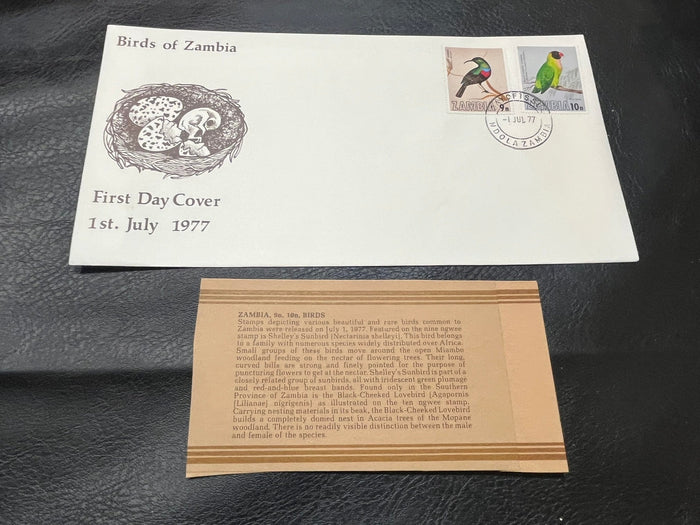 Birds of Zambia
First Day Cover
1st. July 1977
ZAMBIA 9n
ZAMBIA 10n
-1 JUL 77
NDOLA ZAMBIA
ZAMBIA, 9n. 10n. BIRDS
Stamps depicting various beautiful and rare birds common to
Zambia were released on July 1, 1977. Featured on the nine ngwee
stamp is Shelley's Sunbird [Nectarinia shelleyi]. This bird belongs
to a family with numerous species widely distributed over Africa.
Small groups of these birds move around the open Miambo
woodland feeding on the nectar of flowering trees. Their long,
curved bills are strong and finely pointed for the purpose of
puncturing flowers to get at the nectar. Shelley's Sunbird is part of a
closely related group of sunbirds, all with iridescent green plumage
and red-and-blue breast bands. Found only in the Southern
Province of Zambia is the Black-Cheeked Lovebird [Agapornis
[Lilianae] nigrigenis] as illustrated on the ten ngwee stamp.
Carrying nesting materials in its beak, the Black-Cheeked Lovebird
builds a completely domed nest in Acacia trees of the Mopane
woodland. There is no readily visible distinction between the male
and female of the species.